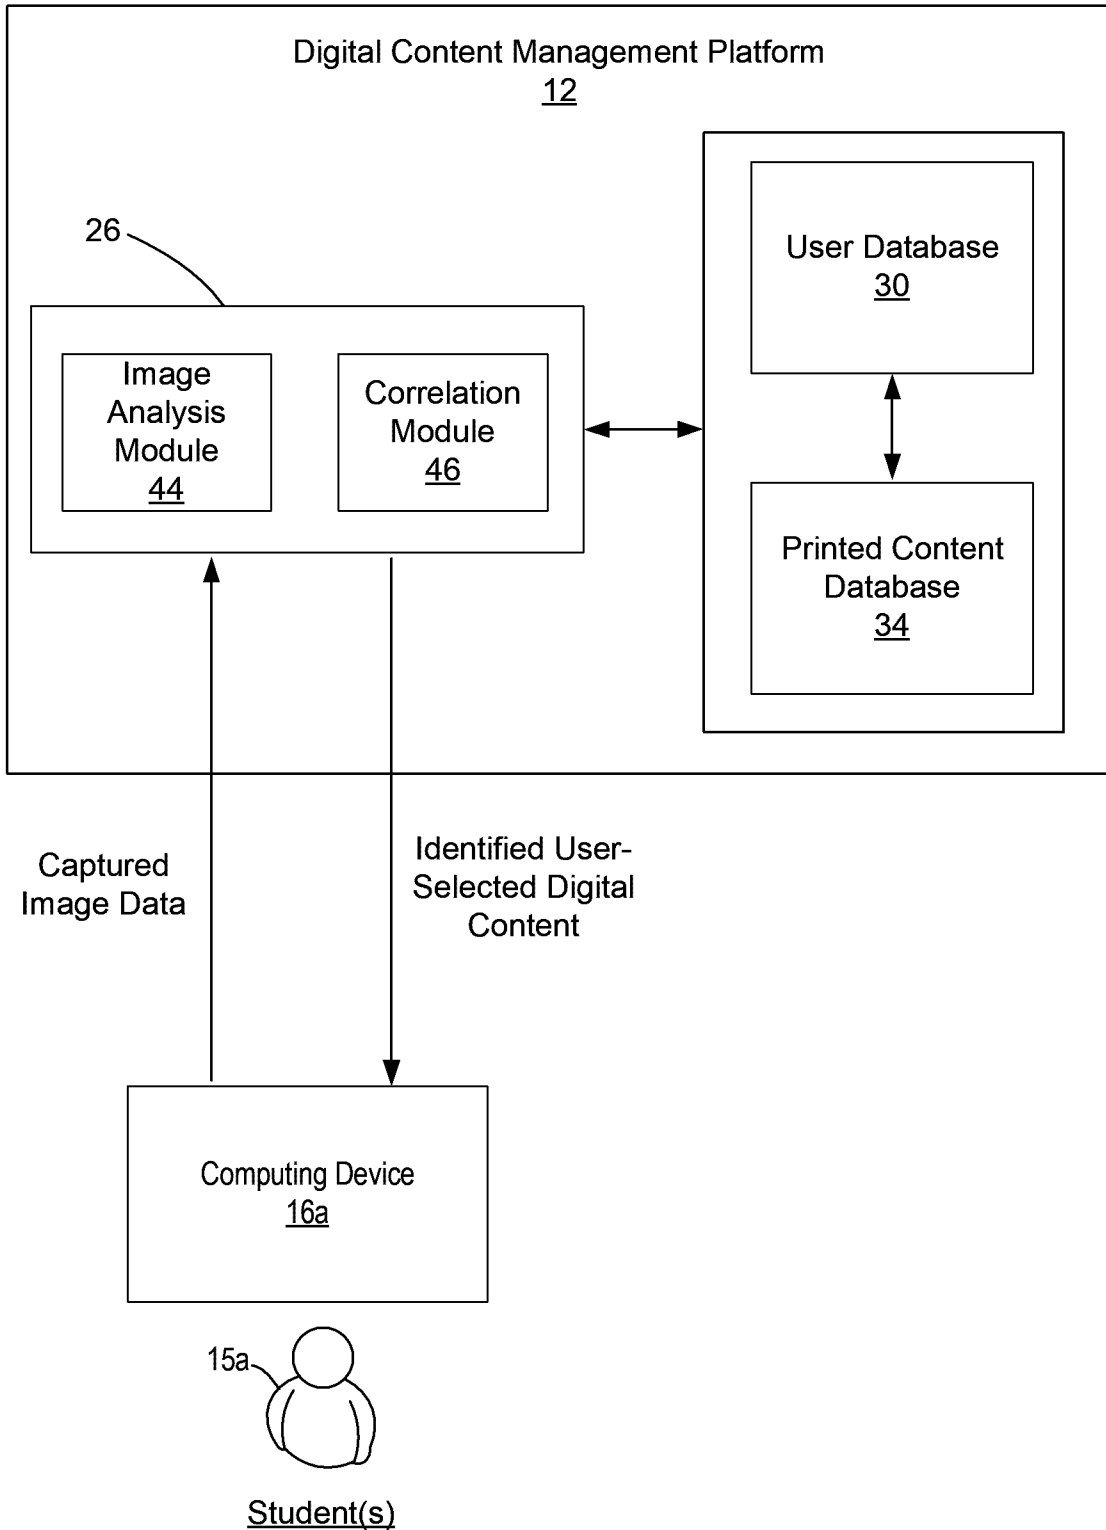 Digital Content Management Platform
12
26
Image
Analysis
Module
44
Correlation
Module
46
User Database
30
Printed Content
Database
34
Captured
Image Data
Identified User-
Selected Digital
Content
Computing Device
16a
15a
Student(s)